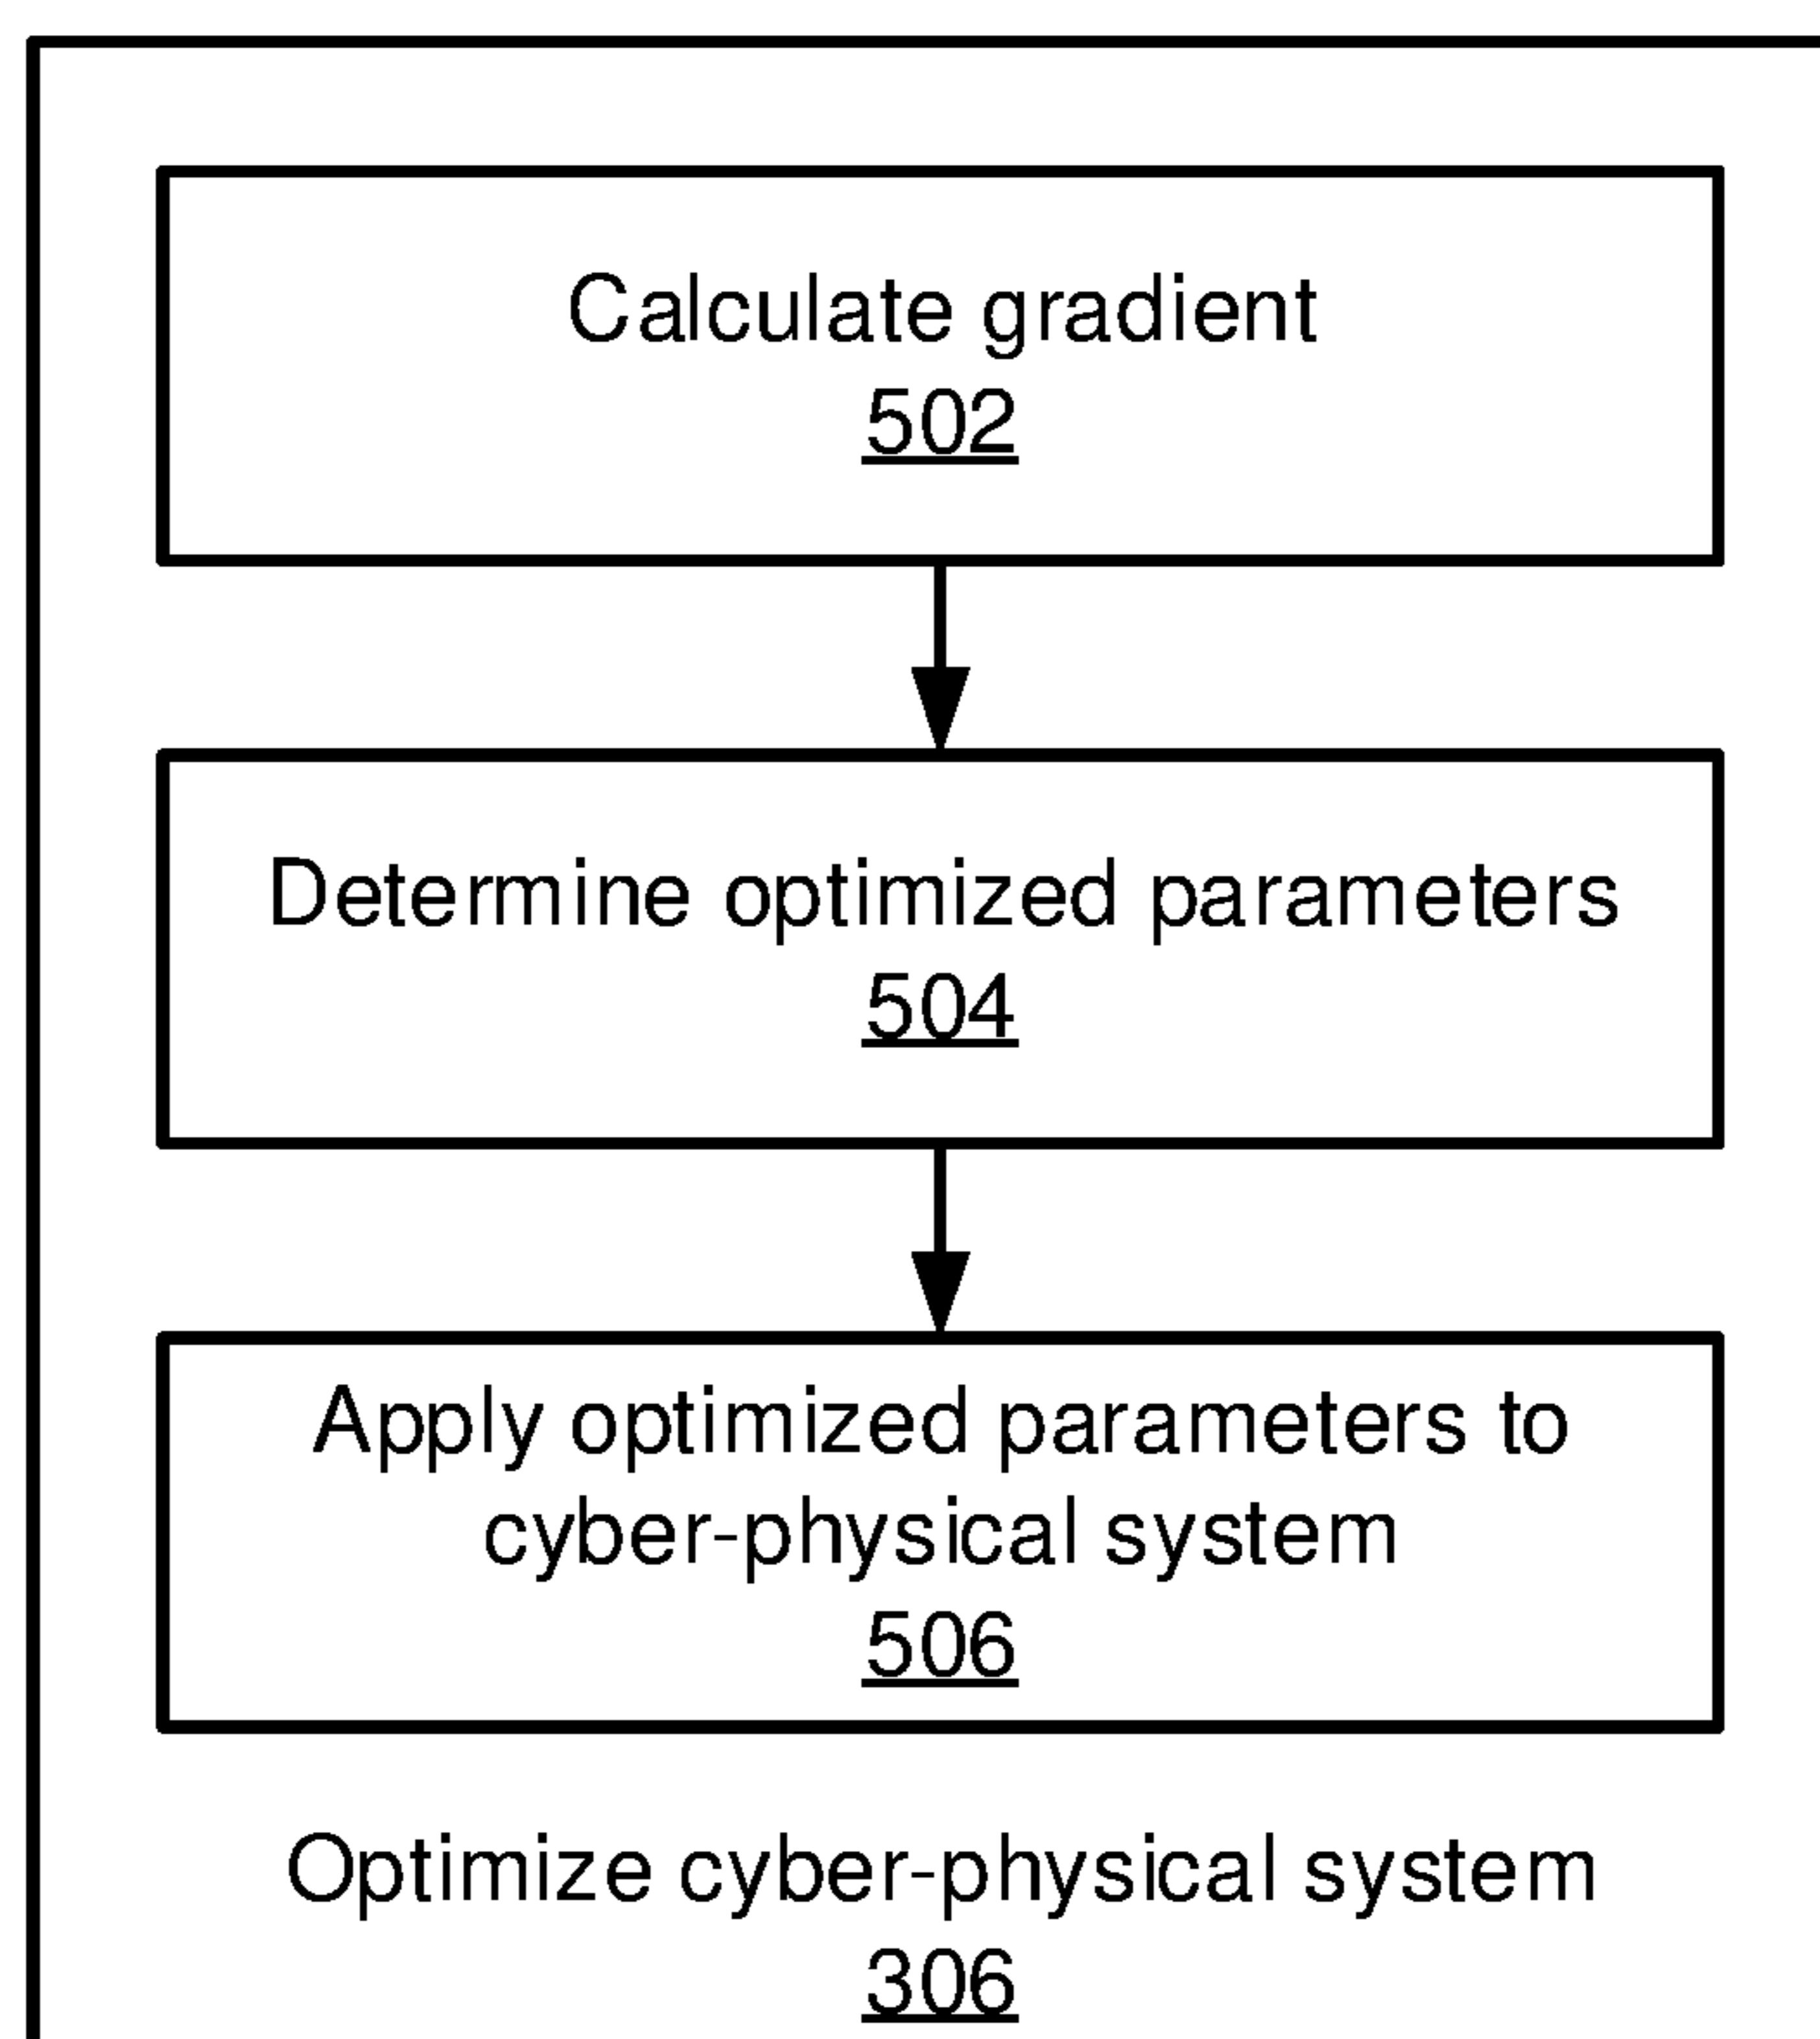 Calculate gradient
502
Determine optimized parameters
504
Apply optimized parameters to
cyber-physical system
506
Optimize cyber-physical system
306